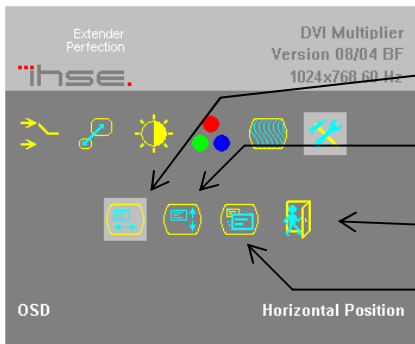 Extender
Perfection
ihse.
DVI Multiplier
Version 08/04 BF
1024x768 60 Hz
OSD
Horizontal Position